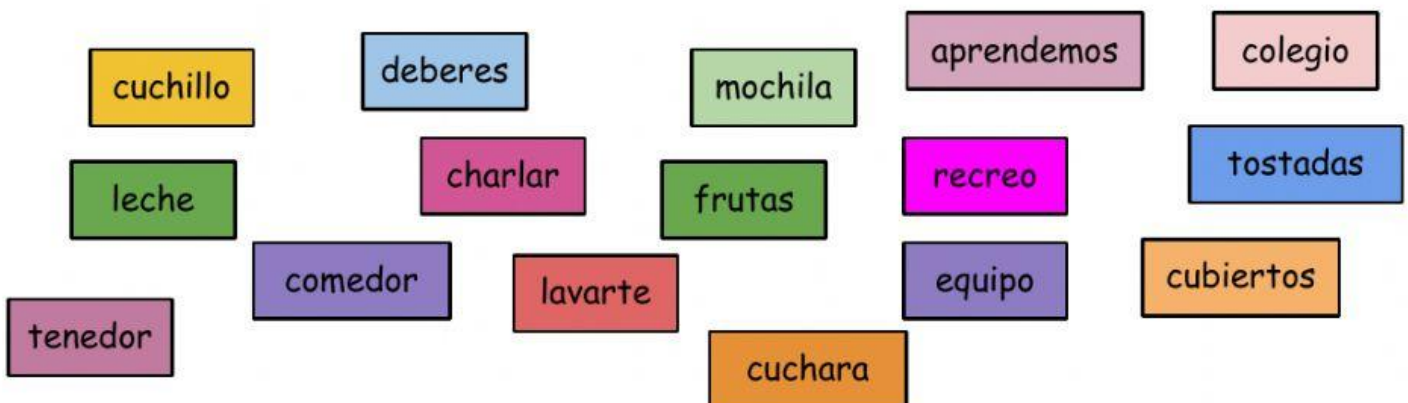 cuchillo
deberes
mochila
aprendemos
colegio
leche
charlar
frutas
recreo
tostadas
comedor
lavarte
equipo
cubiertos
tenedor
cuchara